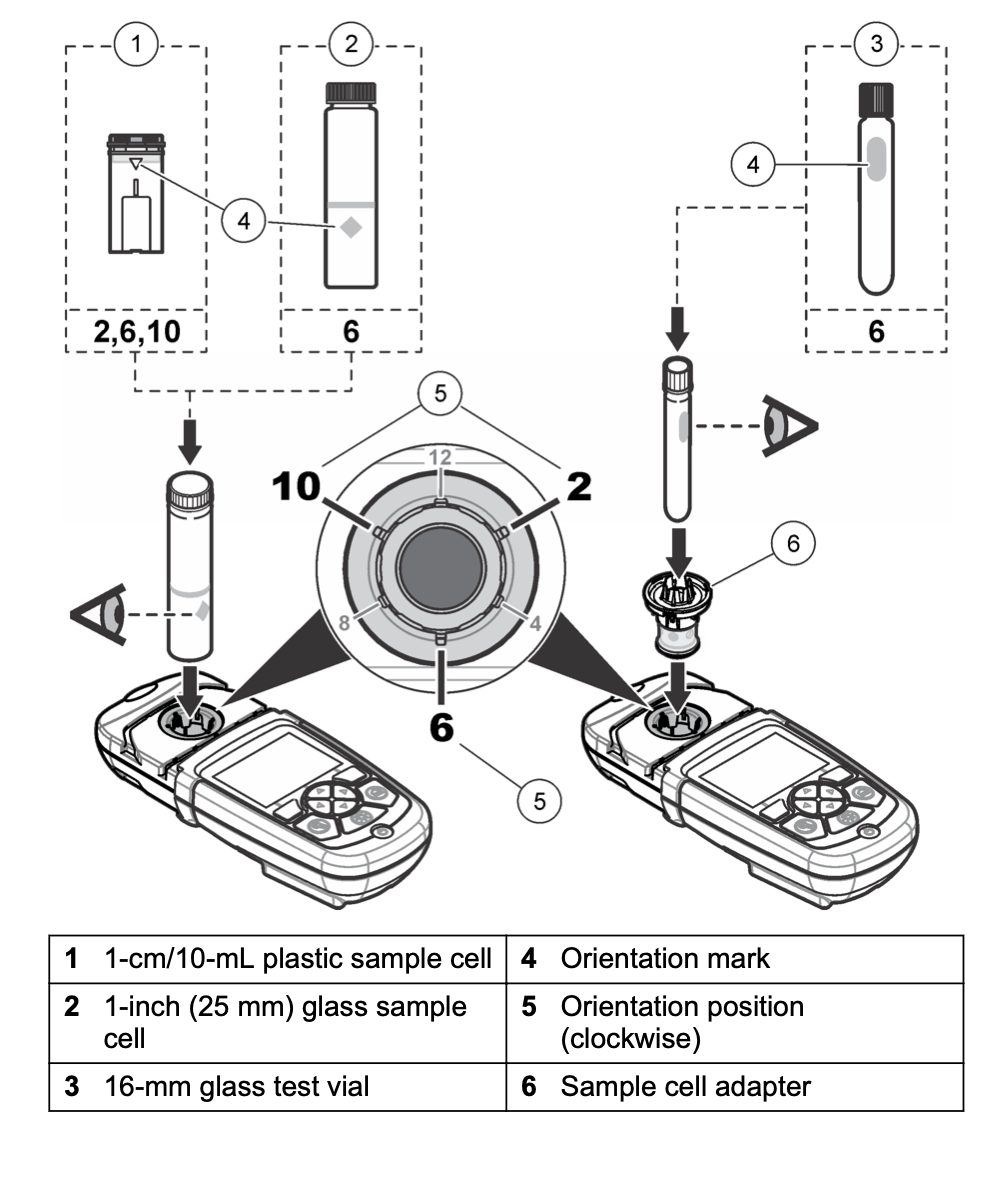 1
2
3
4
4
2,6,10
6
6
5
12
10
2
6
8
4
6
5
1 1-cm/10-mL plastic sample cell
4 Orientation mark
2 1-inch (25 mm) glass sample
cell
5 Orientation position
(clockwise)
3 16-mm glass test vial
6 Sample cell adapter